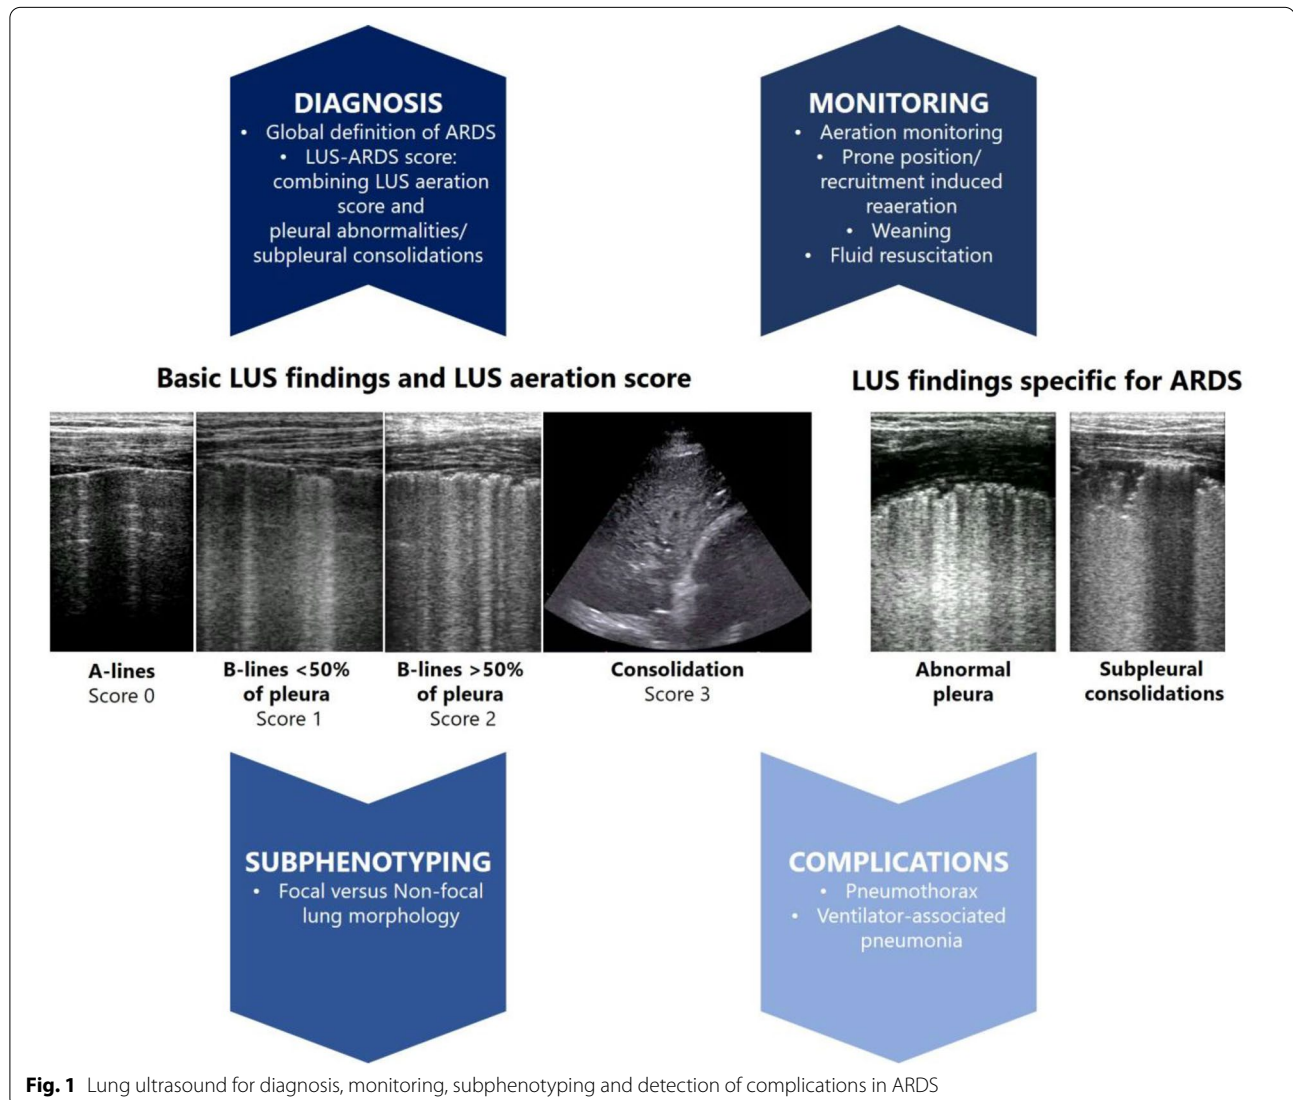 DIAGNOSIS
• Global definition of ARDS
• LUS-ARDS score:
combining LUS aeration
score and
pleural abnormalities/
subpleural consolidations
MONITORING
• Aeration monitoring
• Prone position/
recruitment induced
reaeration
• Weaning
• Fluid resuscitation
Basic LUS findings and LUS aeration score
LUS findings specific for ARDS
A-lines
Score 0
B-lines <50%
of pleura
Score 1
B-lines >50%
of pleura
Score 2
Consolidation
Score 3
Abnormal
pleura
Subpleural
consolidations
SUBPHENOTYPING
• Focal versus Non-focal
lung morphology
COMPLICATIONS
• Pneumothorax
• Ventilator-associated
pneumonia
Fig. 1 Lung ultrasound for diagnosis, monitoring, subphenotyping and detection of complications in ARDS